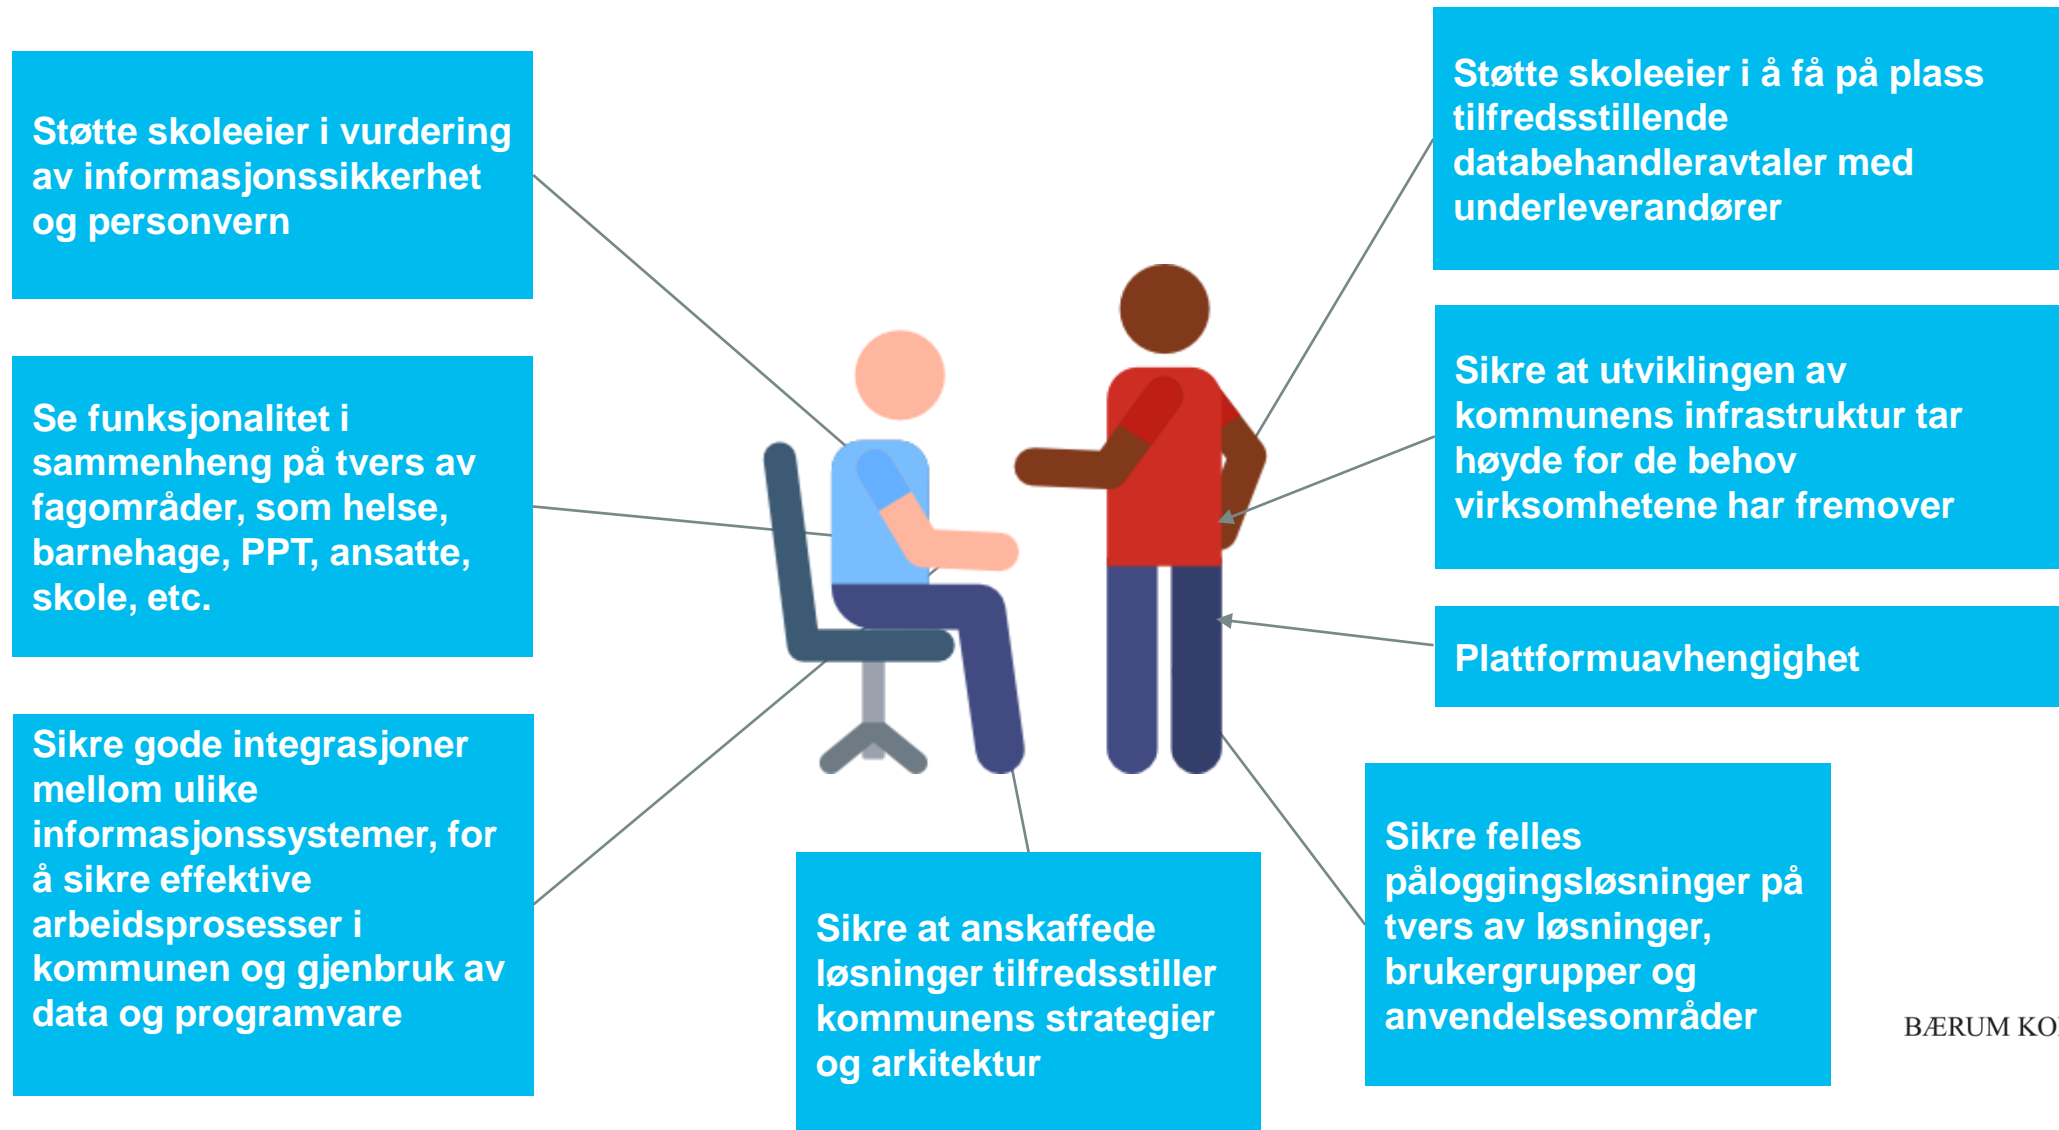 Støtte skoleeier i vurdering
av informasjonssikkerhet
og personvern
Se funksjonalitet i
sammenheng på tvers av
fagområder, som helse,
barnehage, PPT, ansatte,
skole, etc.
Sikre gode integrasjoner
mellom ulike
informasjonssystemer, for
å sikre effektive
arbeidsprosesser i
kommunen og gjenbruk av
data og programvare
Sikre at anskaffede
løsninger tilfredsstiller
kommunens strategier
og arkitektur
Støtte skoleeier i å få på plass
tilfredsstillende
databehandleravtaler med
underleverandører
Sikre at utviklingen av
kommunens infrastruktur tar
høyde for de behov
virksomhetene har fremover
Plattformuavhengighet
Sikre felles
påloggingsløsninger på
tvers av løsninger,
brukergrupper og
anvendelsesområder
BÆRUM